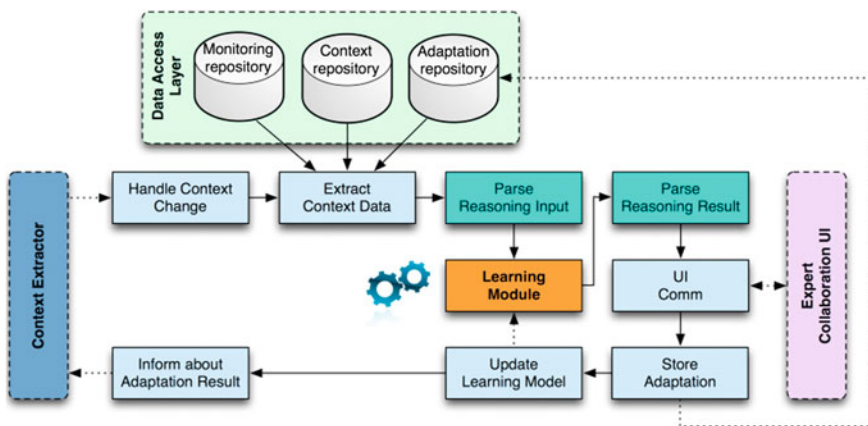 Data Access
Layer
Monitoring
repository
Context
repository
Adaptation
repository
Context Extractor
Handle Context
Change
Extract
Context Data
Parse
Reasoning Input
Parse
Reasoning Result
Learning
Module
UI
Comm
Expert
Collaboration UI
Inform about
Adaptation Result
Update
Learning Model
Store
Adaptation